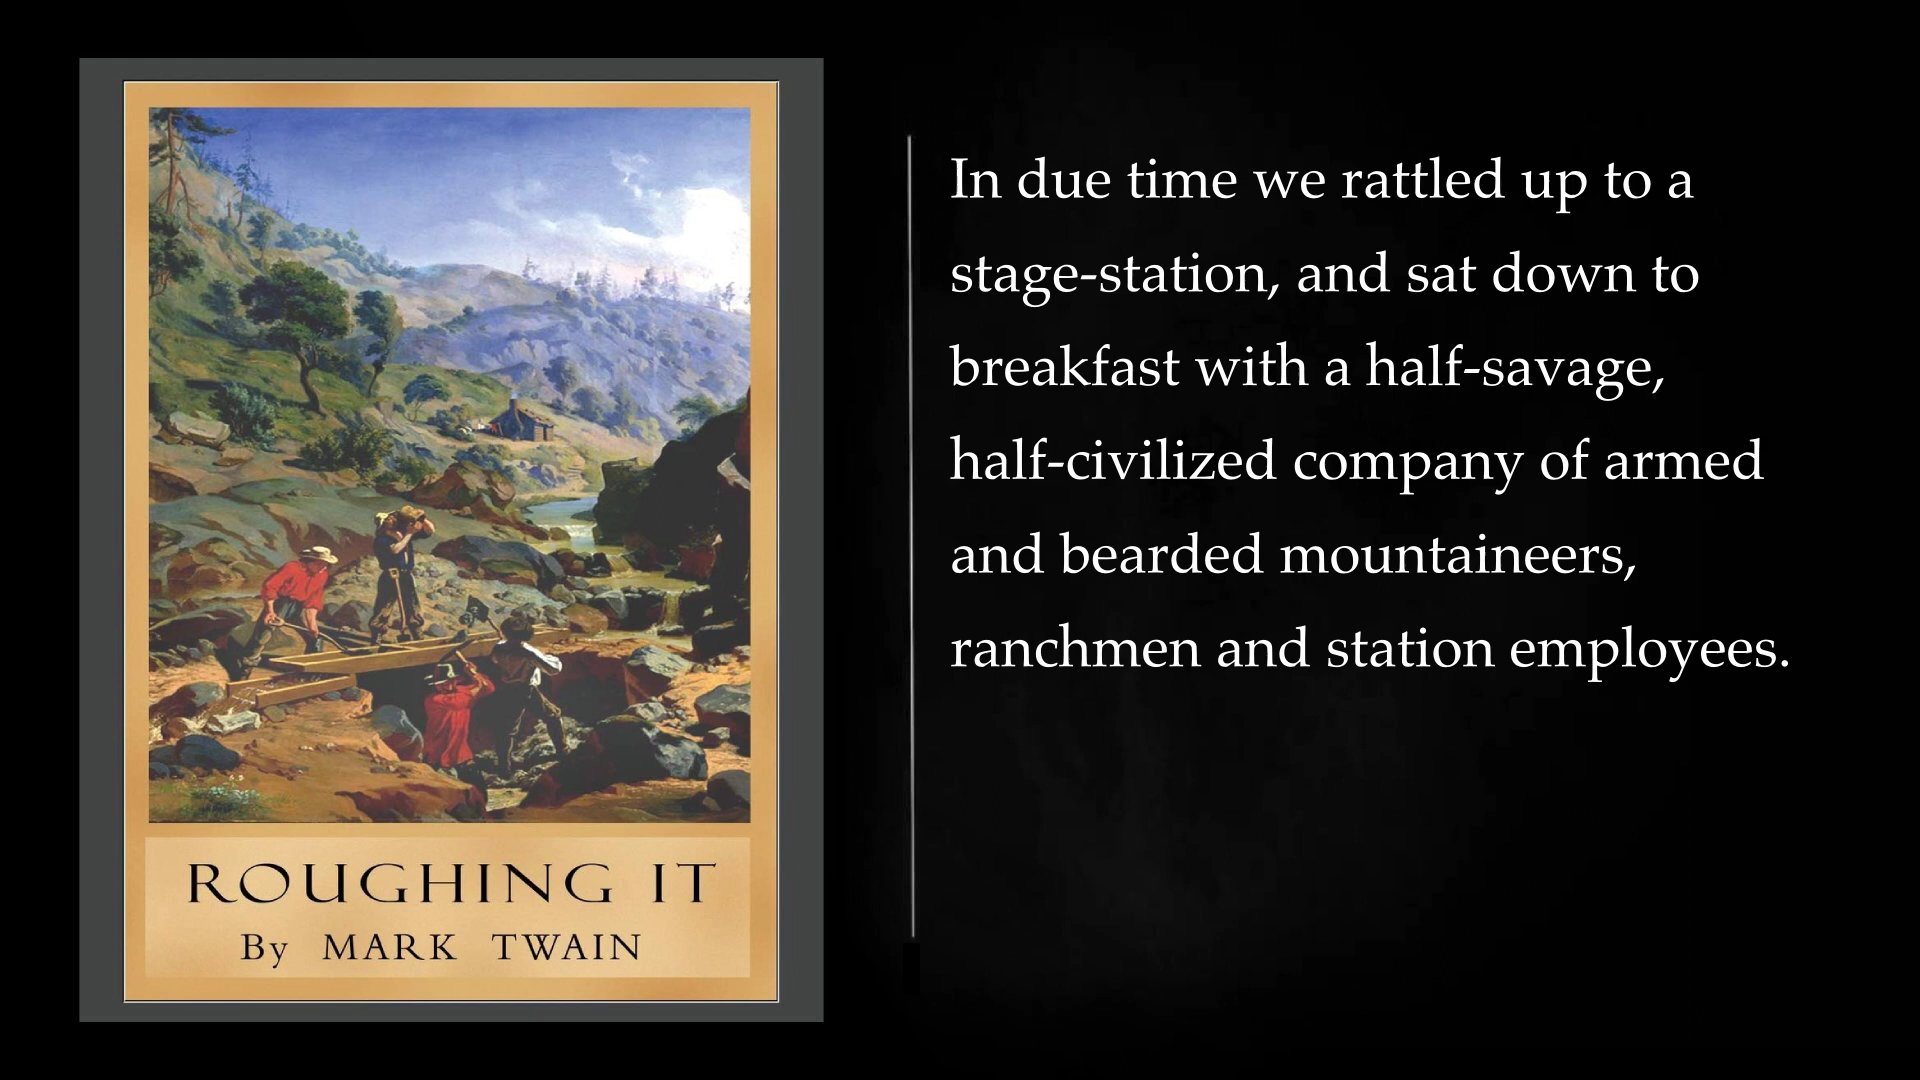 ROUGHING IT
By MARK TWAIN
In due time we rattled up to a
stage-station, and sat down to
breakfast with a half-savage,
half-civilized company of armed
and bearded mountaineers,
ranchmen and station employees.